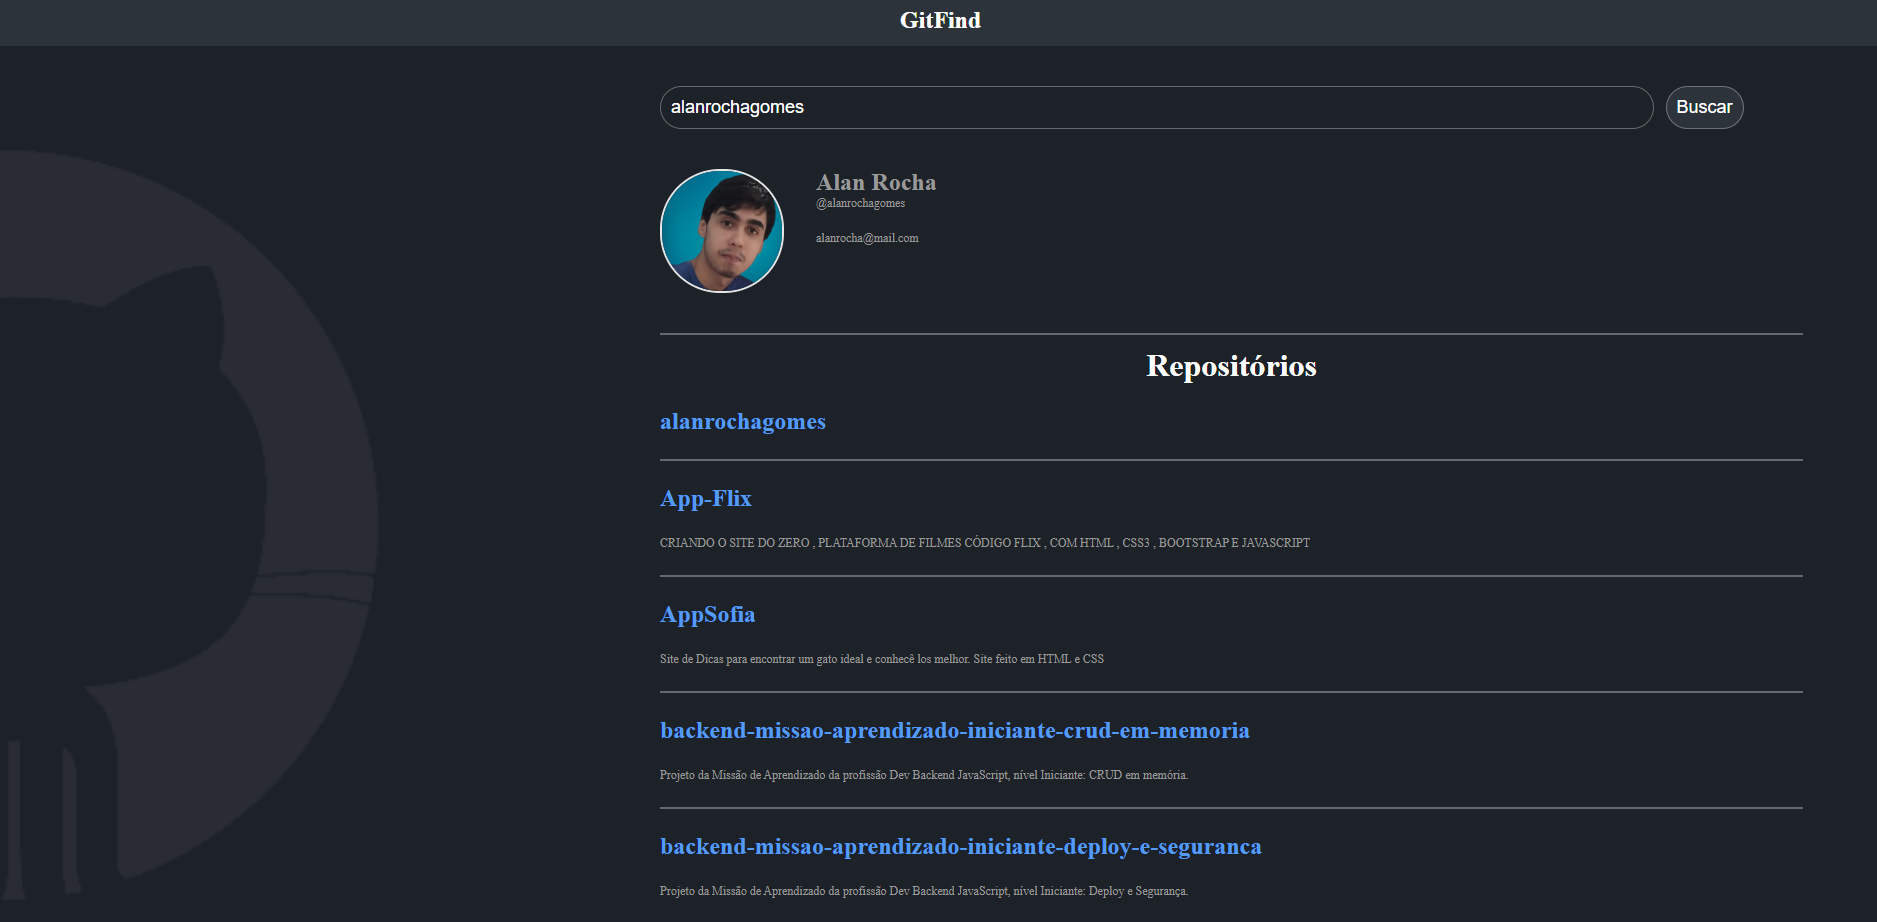 GitFind
alanrochagomes
Buscar
Alan Rocha
@alanrochagomes
alanrocha@mail.com
Repositórios
alanrochagomes
App-Flix
CRIANDO O SITE DO ZERO , PLATAFORMA DE FILMES CÓDIGO FLIX , COM HTML , CSS3 , BOOTSTRAP E JAVASCRIPT
AppSofia
Site de Dicas para encontrar um gato ideal e conhecê los melhor. Site feito em HTML e CSS
backend-missao-aprendizado-iniciante-crud-em-memoria
Projeto da Missão de Aprendizado da profissão Dev Backend JavaScript, nível Iniciante: CRUD em memória.
backend-missao-aprendizado-iniciante-deploy-e-seguranca
Projeto da Missão de Aprendizado da profissão Dev Backend JavaScript, nível Iniciante: Deploy e Segurança.